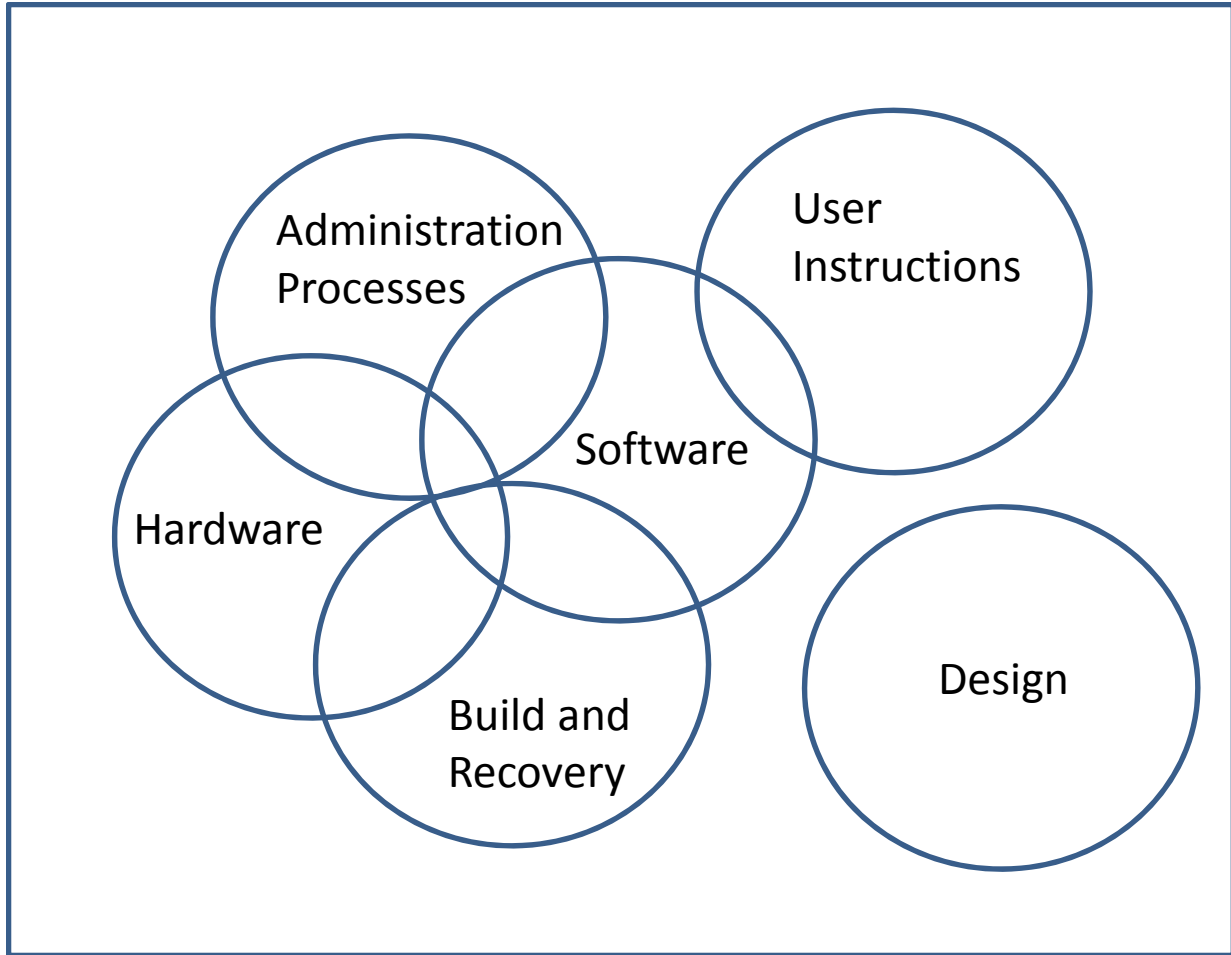 Administration
Processes
User
Instructions
Software
Hardware
Design
Build and
Recovery